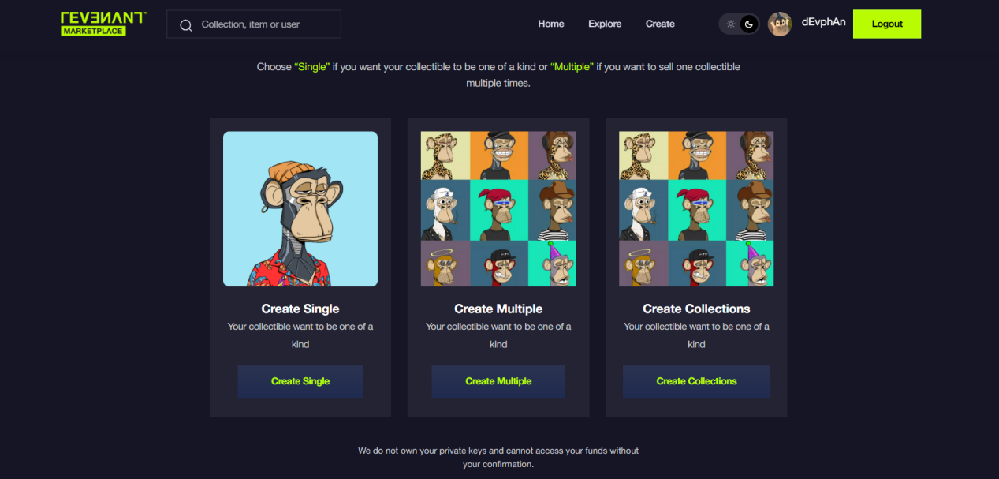 REVENANT™
MARKETPLACE
Collection, item or user
Home
Explore
Create
dEvphAn
Logout
Choose “Single” if you want your collectible to be one of a kind or “Multiple” if you want to sell one collectible
multiple times.
Create Single
Your collectible want to be one of a
kind
Create Single
Create Multiple
Your collectible want to be one of a
kind
Create Multiple
Create Collections
Your collectible want to be one of a
kind
Create Collections
We do not own your private keys and cannot access your funds without
your confirmation.